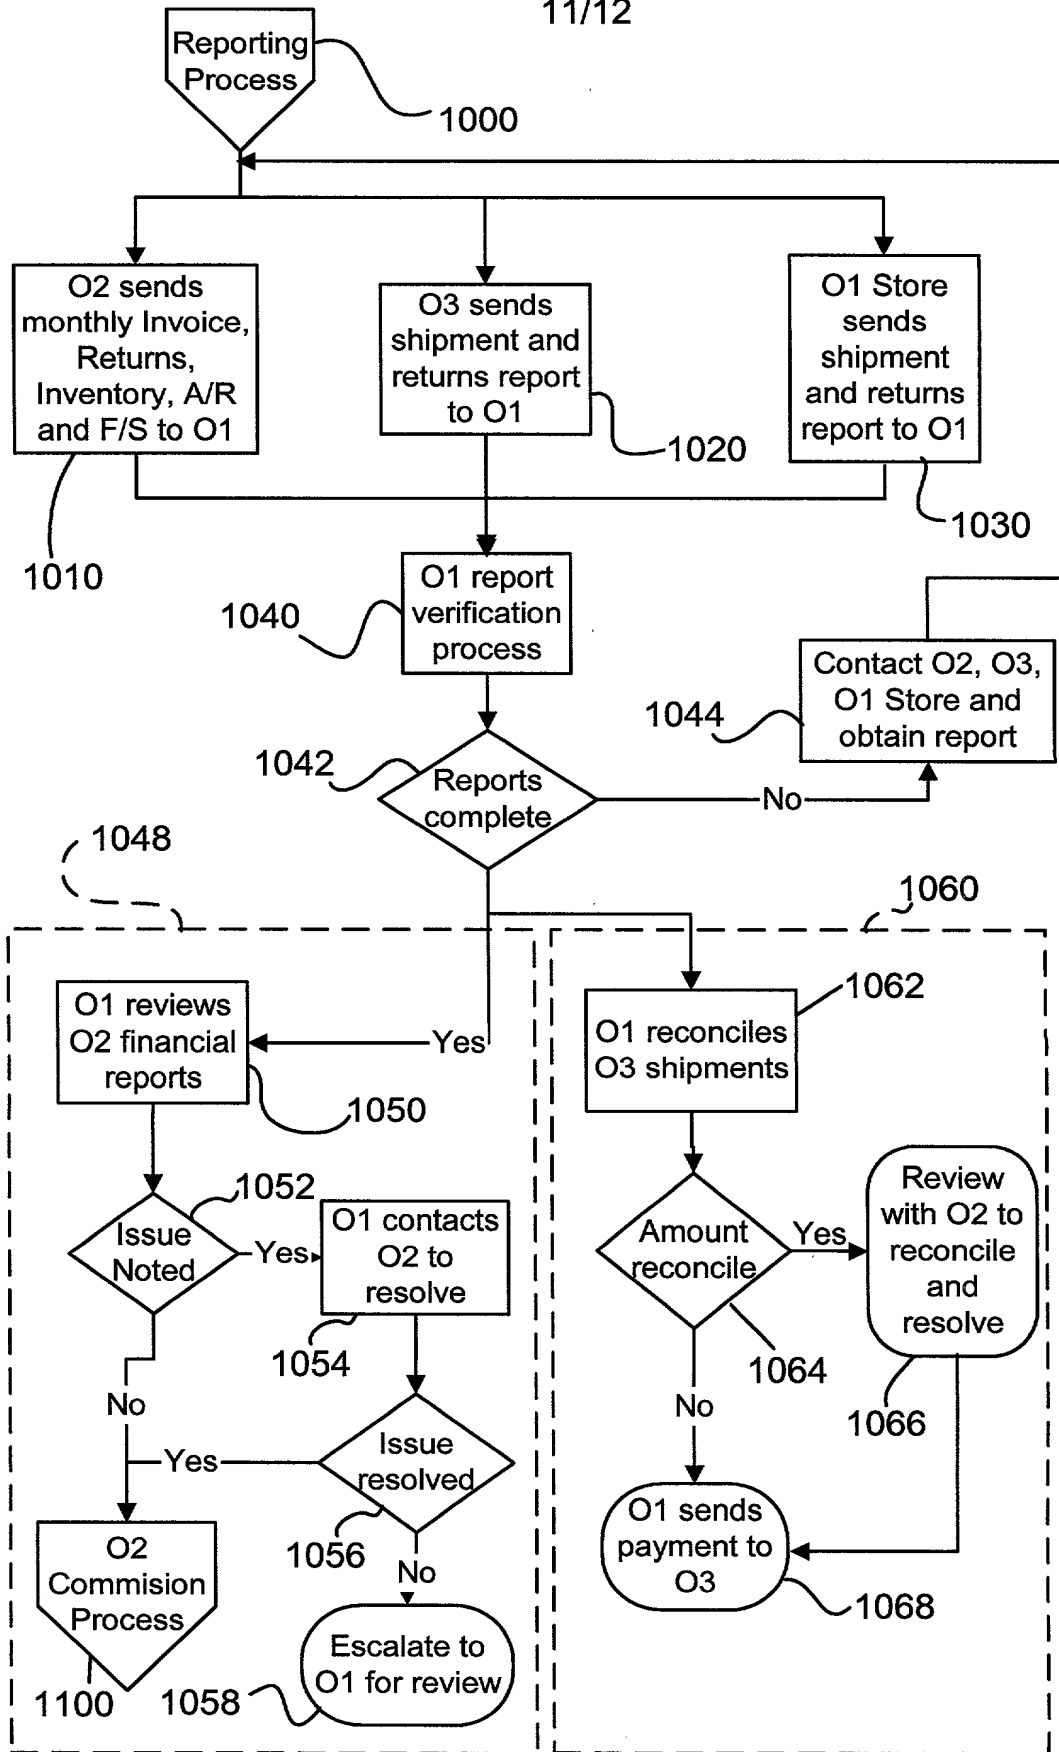 11/12
Reporting
Process
1000
O2 sends
monthly Invoice,
Returns,
Inventory, A/R
and F/S to O1
1010
O3 sends
shipment and
returns report
to O1
1020
O1 Store
sends
shipment
and returns
report to O1
1030
O1 report
verification
process
1040
Contact O2, O3,
O1 Store and
obtain report
1044
1042
Reports
complete
No
1048
1060
O1 reviews
O2 financial
reports
Yes
1050
1062
O1 reconciles
O3 shipments
1052
Issue
Noted
Yes
O1 contacts
O2 to
resolve
1054
Amount
reconcile
Yes
Review
with O2 to
reconcile
and
resolve
1064
1066
No
No
Yes
Issue
resolved
1056
No
O2
Commision
Process
1100
Escalate to
O1 for review
1058
O1 sends
payment to
O3
1068